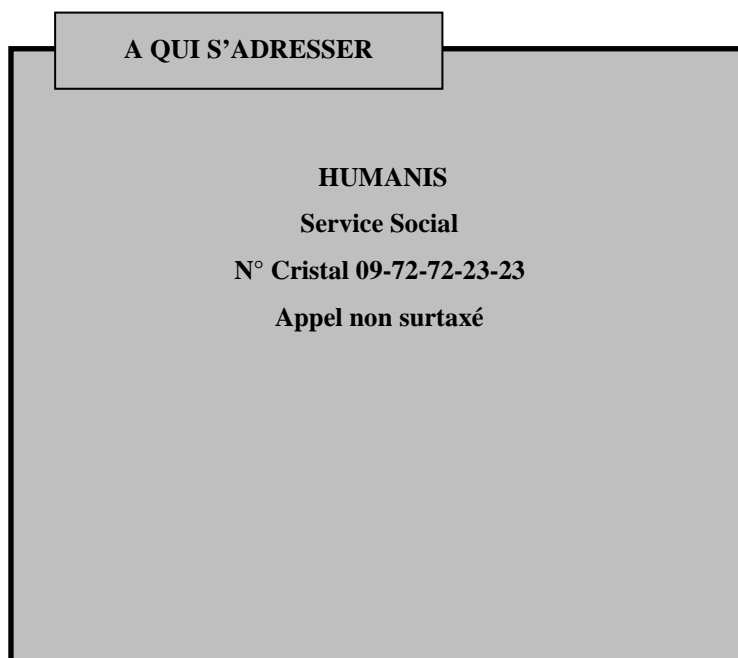 A QUI S’ADRESSER
HUMANIS
Service Social
N° Cristal 09-72-72-23-23
Appel non surtaxé